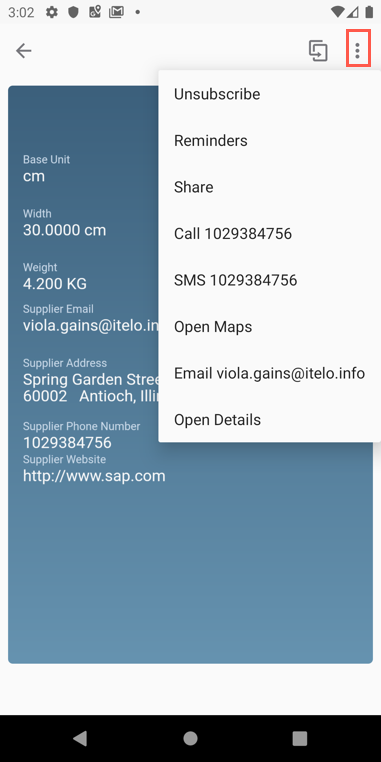 3:02
Unsubscribe
Reminders
Share
Call 1029384756
SMS 1029384756
Open Maps
Email viola.gains@itelo.info
Open Details
Base Unit
cm
Width
30.0000 cm
Weight
4.200 KG
Supplier Email
viola.gains@itelo.in
Supplier Address
Spring Garden Stree
60002 Antioch, Illi
Supplier Phone Number
1029384756
Supplier Website
http://www.sap.com